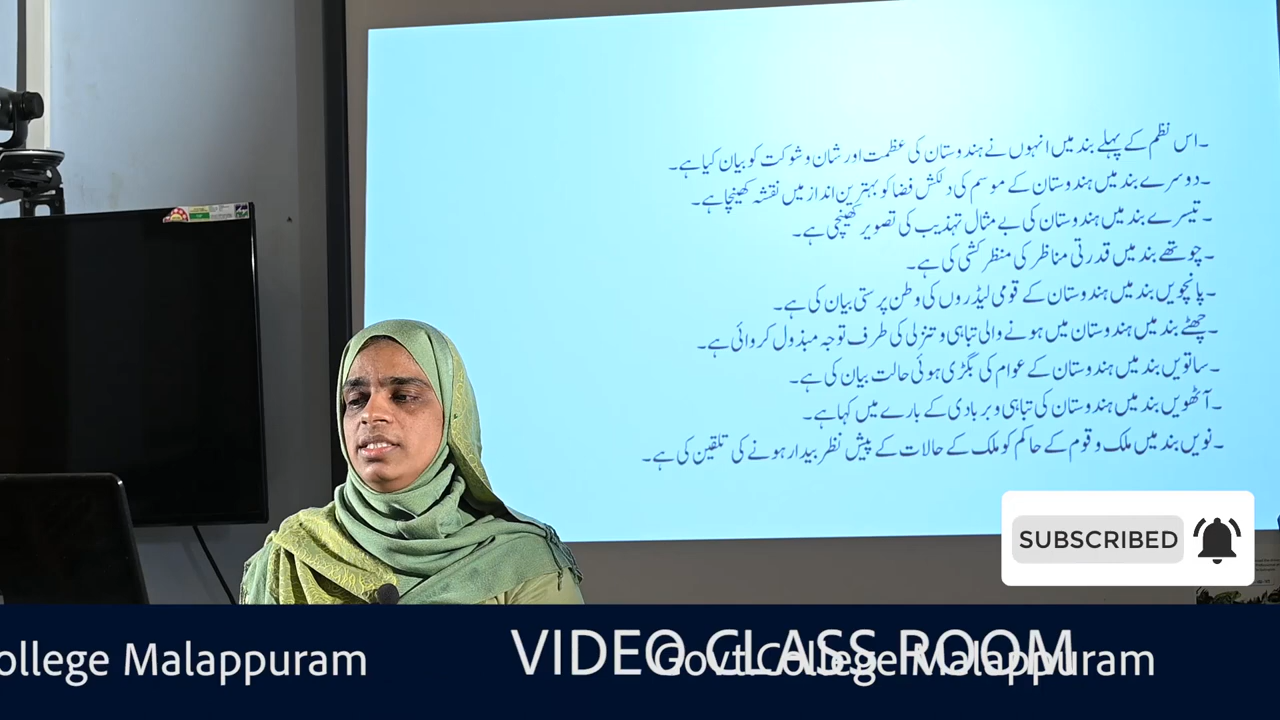 ۔اس نظم کے پہلے بند میں انہوں نے ہندوستان کی عظمت اور شان و شوکت کو بیان کیا ہے۔
۔دوسرے بند میں ہندوستان کے موسم کی دلکش فضا کو بہترین انداز میں نقشہ کھینچا ہے۔
۔تیسرے بند میں ہندوستان کی بے مثال تہذیب کی تصویر کھینچی ہے۔
۔چوتھے بند میں قدرتی مناظر کی منظر کشی کی ہے۔
۔پانچویں بند میں ہندوستان کے قومی لیڈروں کی وطن پرستی بیان کی ہے۔
۔چھٹے بند میں ہندوستان میں ہونے والی تباہی و تنزلی کی طرف توجہ مبذول کروائی ہے۔
۔ساتویں بند میں ہندوستان کے عوام کی بگڑی ہوئی حالت بیان کی ہے۔
۔آٹھویں بند میں ہندوستان کی تباہی و بربادی کے بارے میں کہا ہے۔
۔نویں بند میں ملک و قوم کے حاکم کو ملک کے حالات کے پیش نظر بیدار ہونے کی تلقین کی ہے۔
SUBSCRIBED
ollege Malappuram
VIDEO CLASS ROOM
Govt College Malappuram